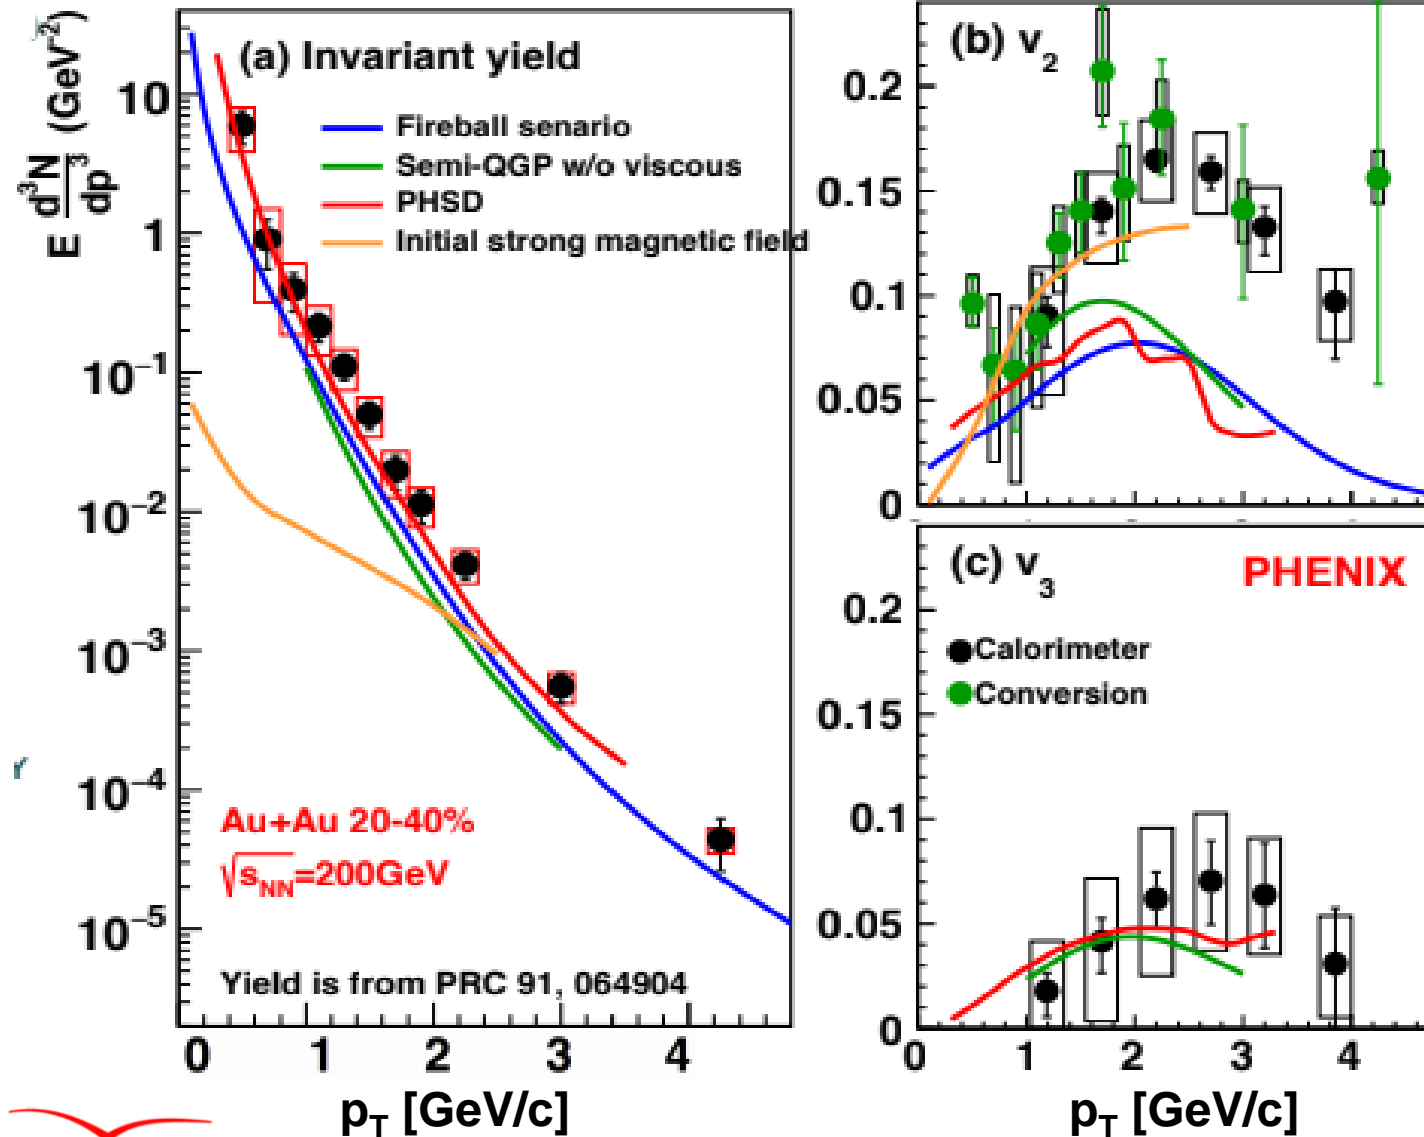 (a) Invariant yield
E d³N/dp³ (GeV⁻²)
Fireball senario
Semi-QGP w/o viscous
PHSD
Initial strong magnetic field
10
1
10⁻¹
10⁻²
10⁻³
10⁻⁴
10⁻⁵
Au+Au 20-40%
√s_NN=200GeV
Yield is from PRC 91, 064904
0 1 2 3 4
p_T [GeV/c]
(b) v₂
0.2
0.15
0.1
0.05
0
(c) v₃
PHENIX
Calorimeter
Conversion
0.2
0.15
0.1
0.05
0
0 1 2 3 4
p_T [GeV/c]